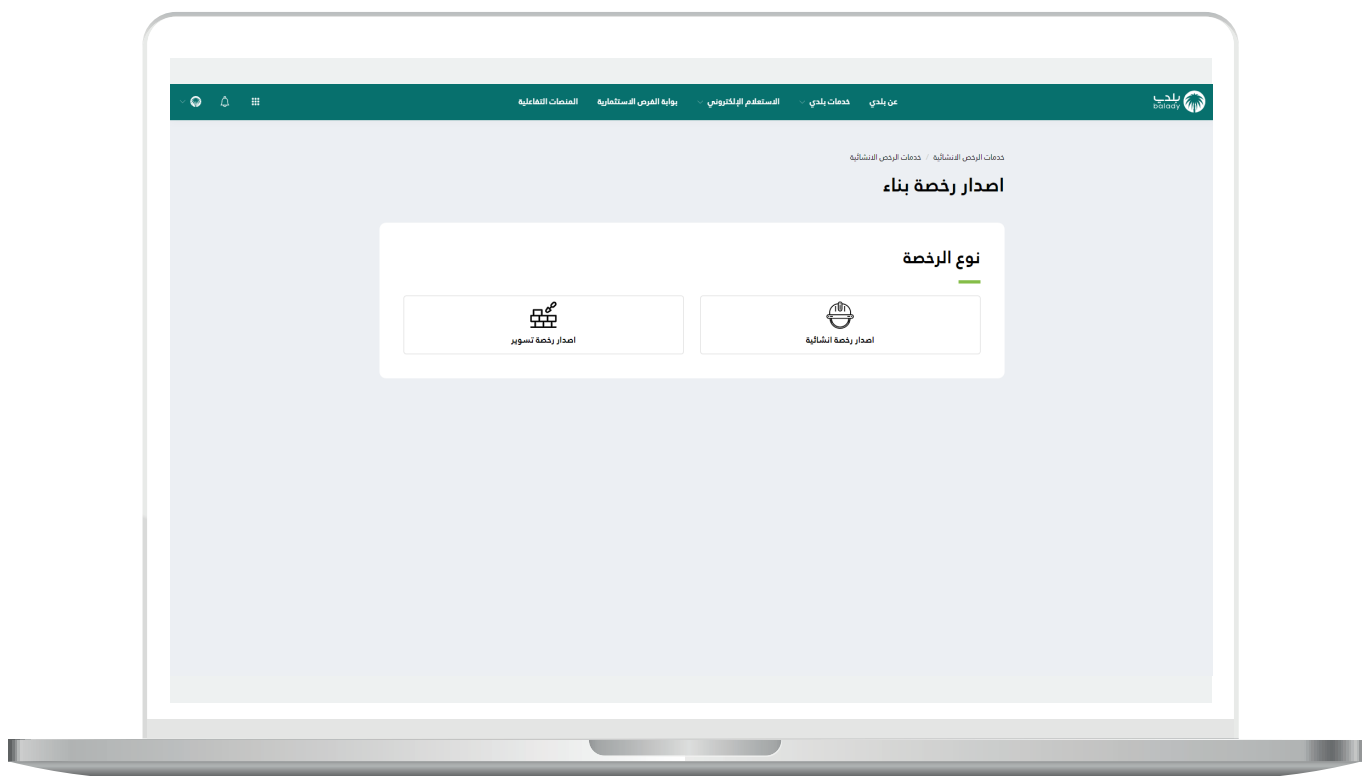 بلدي
balady
عن بلدي
خدمات بلدي
الاستعلام الإلكتروني
بوابة الفرص الاستثمارية
المنصات التفاعلية
خدمات الرخص الانشائية / خدمات الرخص الانشائية
اصدار رخصة بناء
نوع الرخصة
اصدار رخصة انشائية
اصدار رخصة تسوير